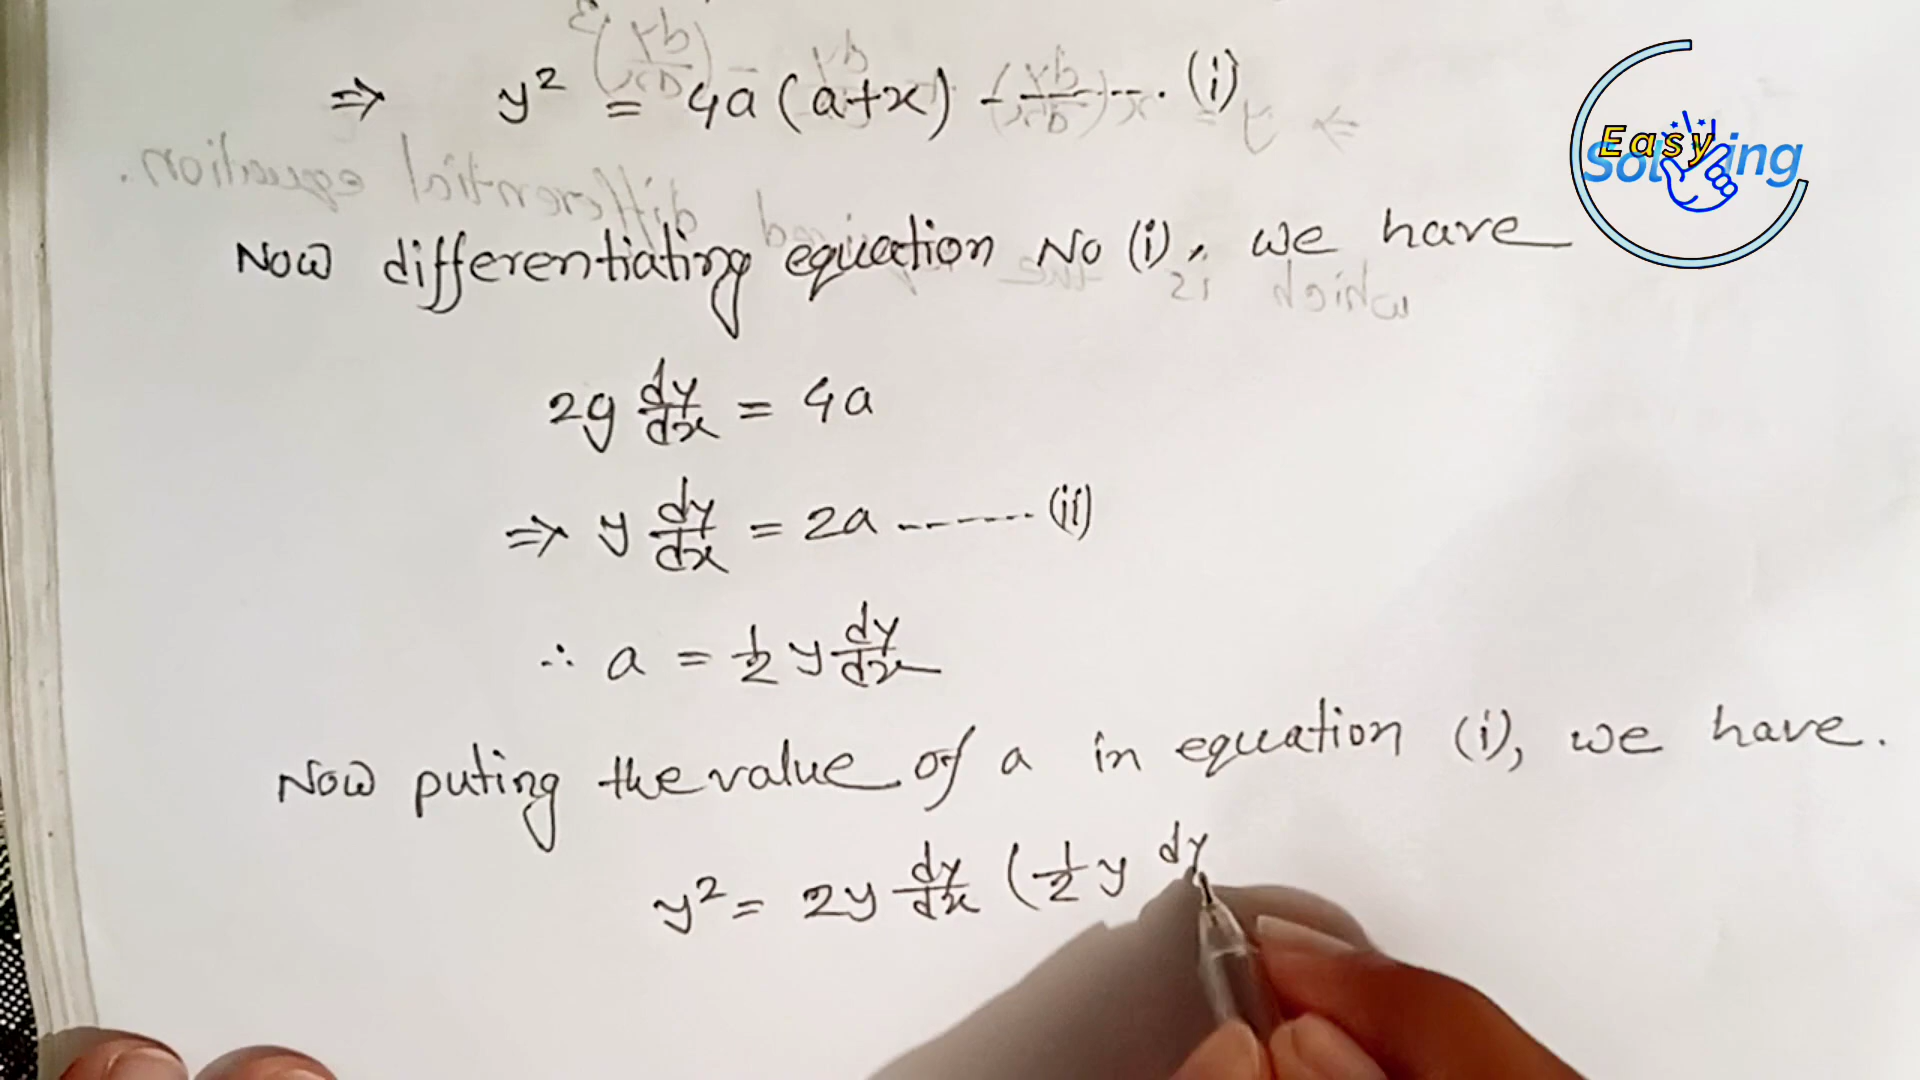 ⇒ y² = 4a (a+x) - - - - - . (i)
Easy Solving
Now differentiating equation No (i), we have
2y dy/dx = 4a
⇒ y dy/dx = 2a ------- (ii)
∴ a = 1/2 y dy/dx
Now puting the value of a in equation (i), we have.
y² = 2y dy/dx (1/2 y dy